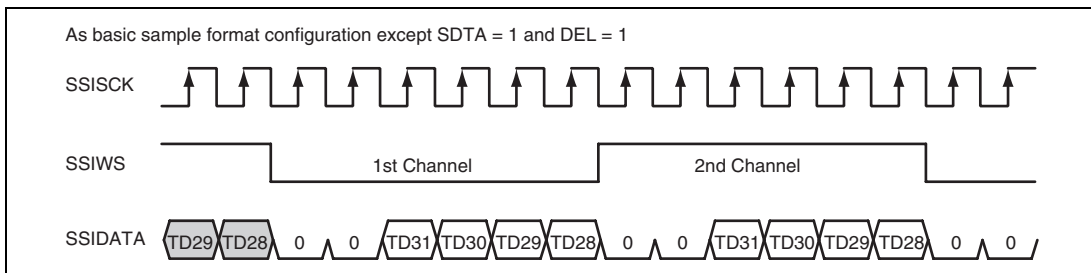 As basic sample format configuration except SDTA = 1 and DEL = 1
SSISCK
SSIWS 1st Channel 2nd Channel
SSIDATA TD29 TD28 0 0 TD31 TD30 TD29 TD28 0 0 TD31 TD30 TD29 TD28 0 0